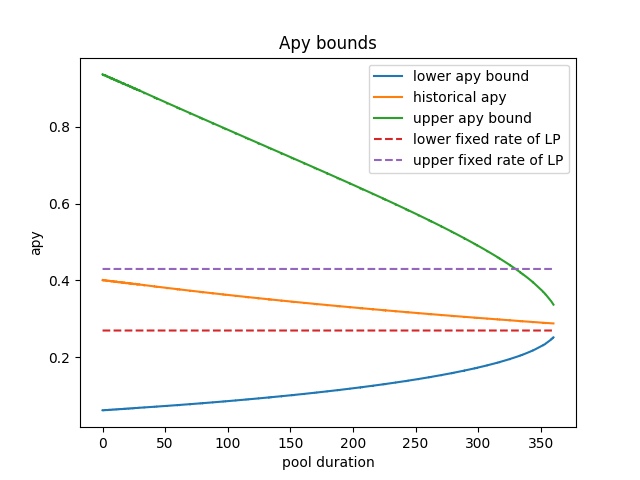 Apy bounds
lower apy bound
historical apy
upper apy bound
lower fixed rate of LP
upper fixed rate of LP
apy
0.8
0.6
0.4
0.2
0 50 100 150 200 250 300 350
pool duration